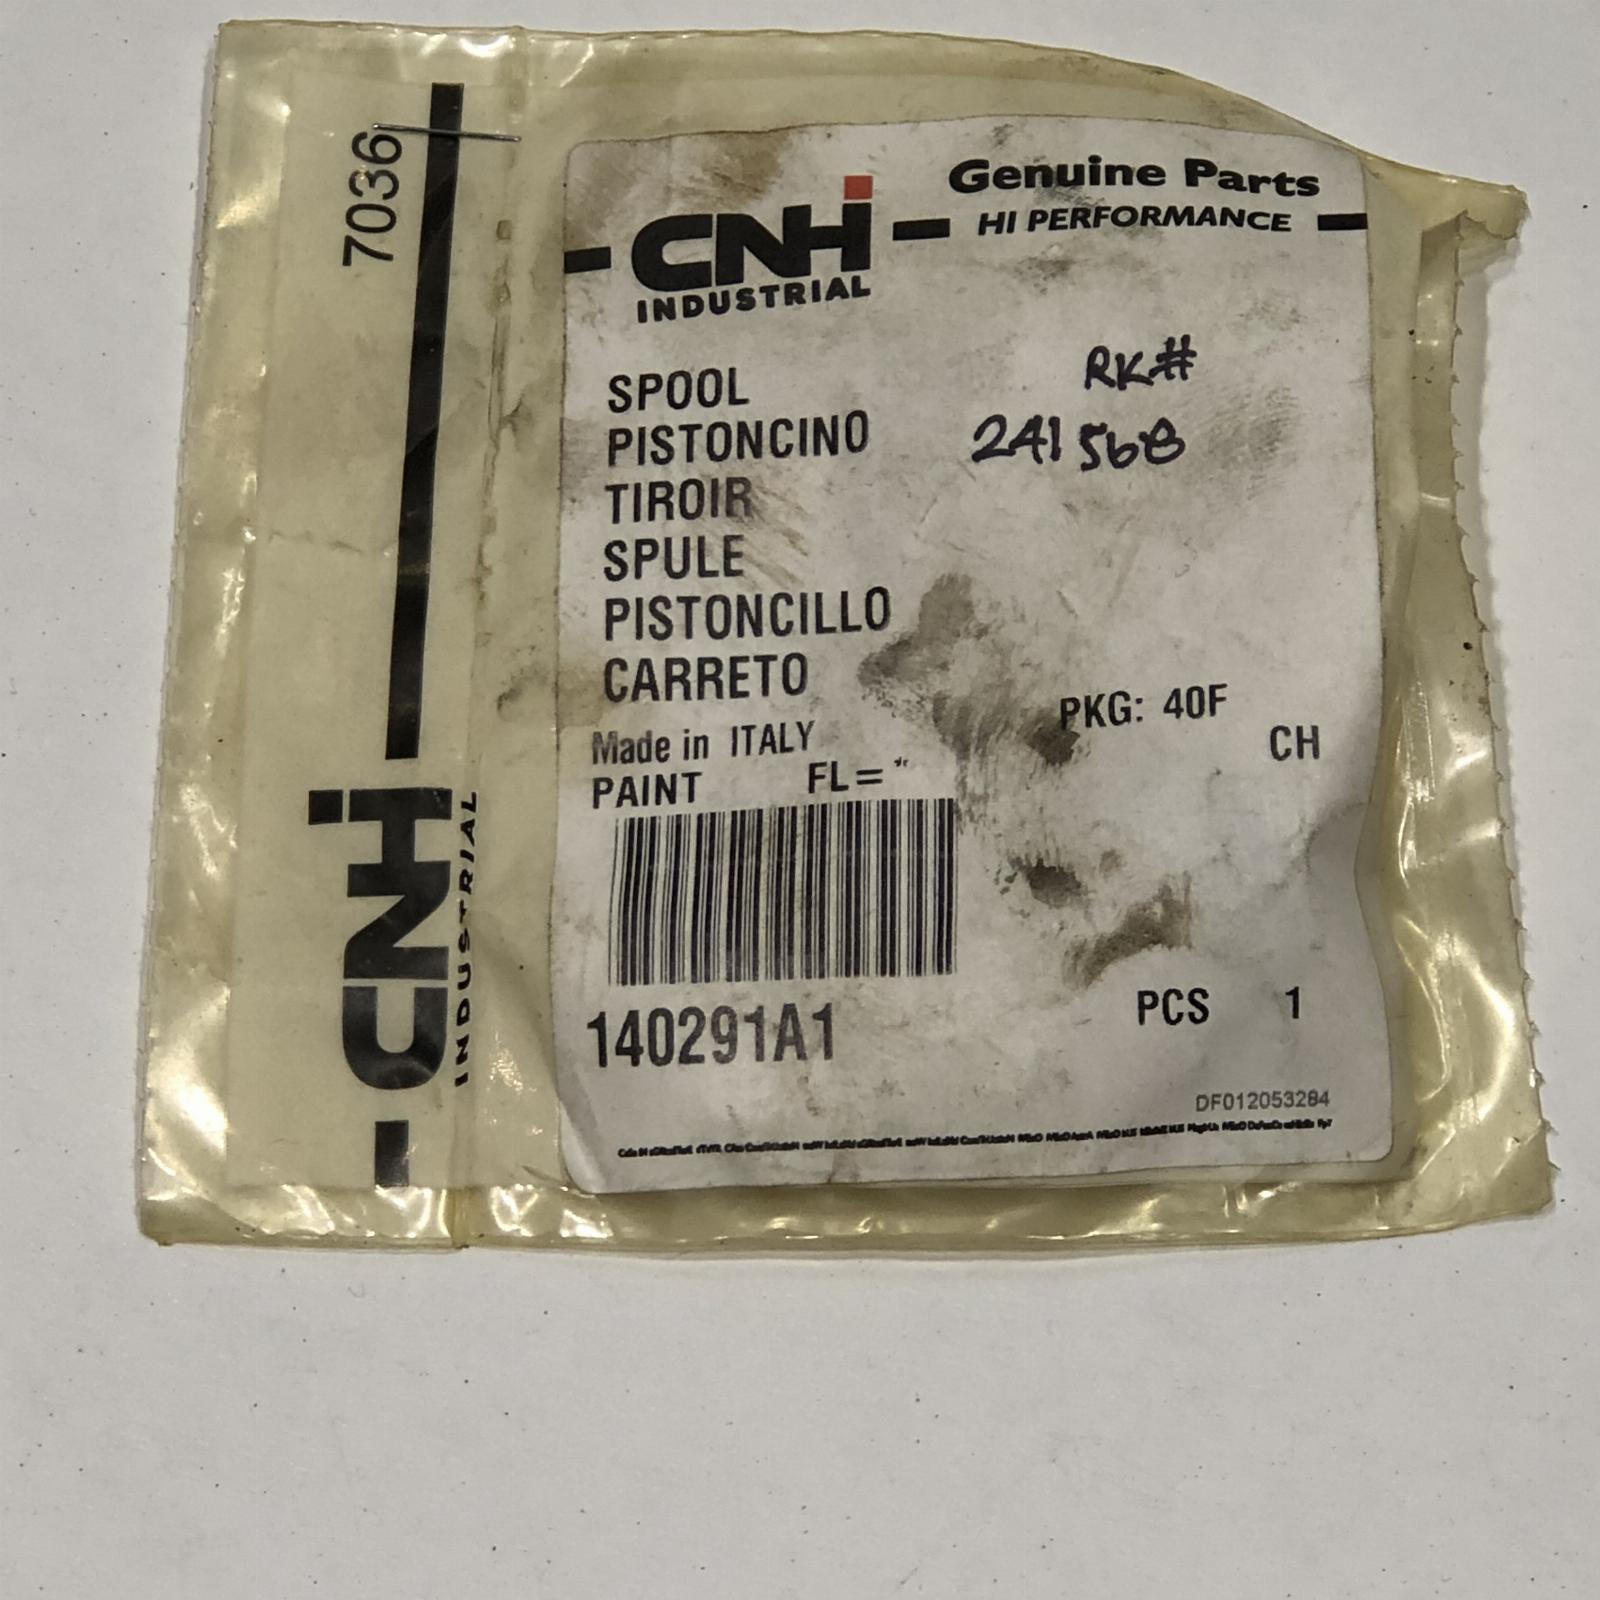 7036
CNH
INDUSTRIAL
CNH
INDUSTRIAL
Genuine Parts
HI PERFORMANCE
RK#
241568
SPOOL
PISTONCINO
TIROIR
SPULE
PISTONCILLO
CARRETO
PKG: 40F
CH
Made in ITALY
PAINT FL=*
140291A1
PCS 1
DF012053284